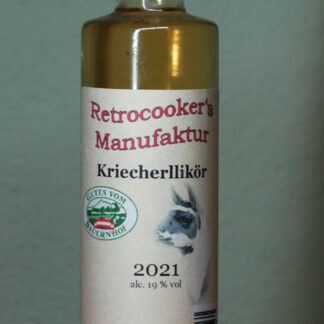 Retrocooker's
Manufaktur
Kriecherllikör
GUTES VOM
BAUERNHOF
2021
alc. 19 % vol